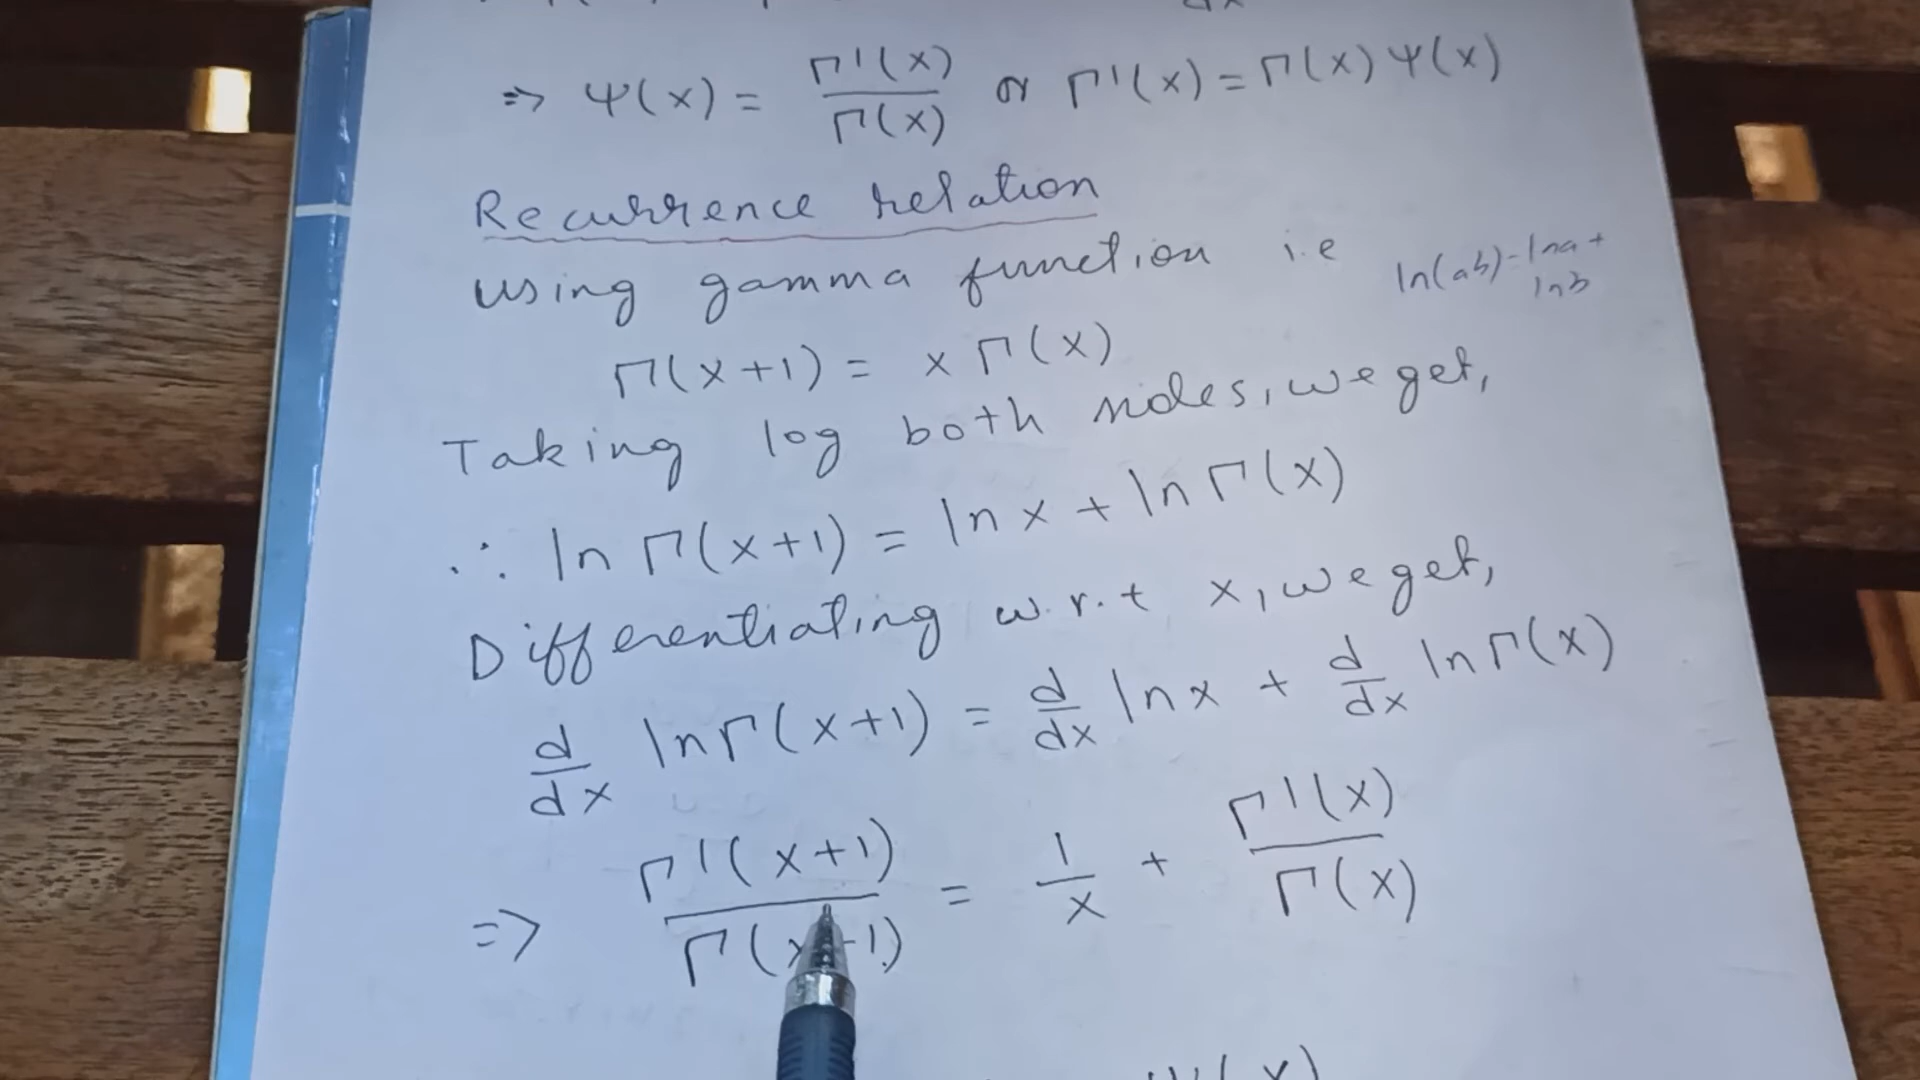 dx
⇒ Ψ(x) = Γ'(x)/Γ(x) or Γ'(x) = Γ(x) Ψ(x)
Recurrence relation
using gamma function i.e
ln(ab) = lna +
lnb
Γ(x+1) = x Γ(x)
Taking log both sides, we get,
∴ ln Γ(x+1) = ln x + ln Γ(x)
Differentiating w.r.t x, we get,
d/dx ln Γ(x+1) = d/dx ln x + d/dx ln Γ(x)
⇒ Γ'(x+1)/Γ(x+1) = 1/x + Γ'(x)/Γ(x)
Ψ(x)